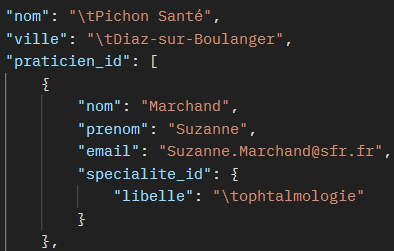 "nom": "\tPichon Santé",
"ville": "\tDiaz-sur-Boulanger",
"praticien_id": [
{
"nom": "Marchand",
"prenom": "Suzanne",
"email": "Suzanne.Marchand@sfr.fr",
"specialite_id": {
"libelle": "\tophtalmologie"
}
},